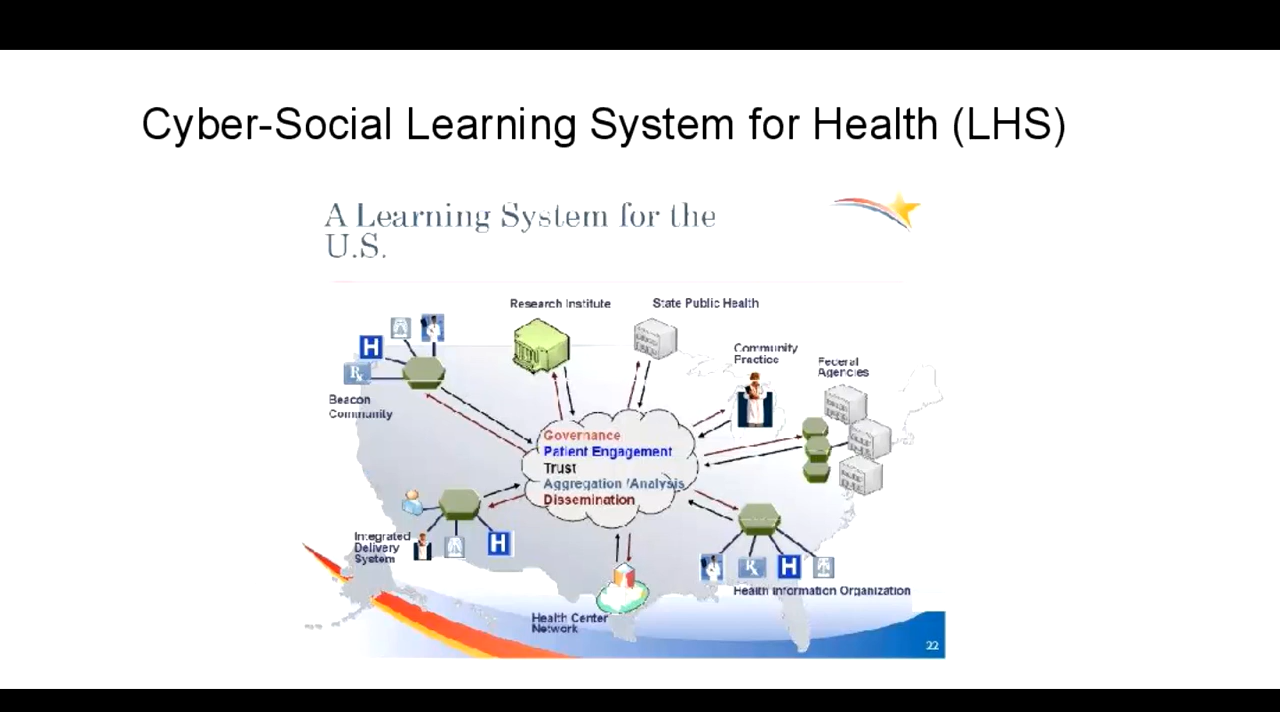 Cyber-Social Learning System for Health (LHS)
A Learning System for the
U.S.
Research Institute
State Public Health
Community
Practice
Federal
Agencies
H
Rx
Beacon
Community
Governance
Patient Engagement
Trust
Aggregation /Analysis
Dissemination
Integrated
Delivery
System
H
Rx
H
Health Information Organization
Health Center
Network
22